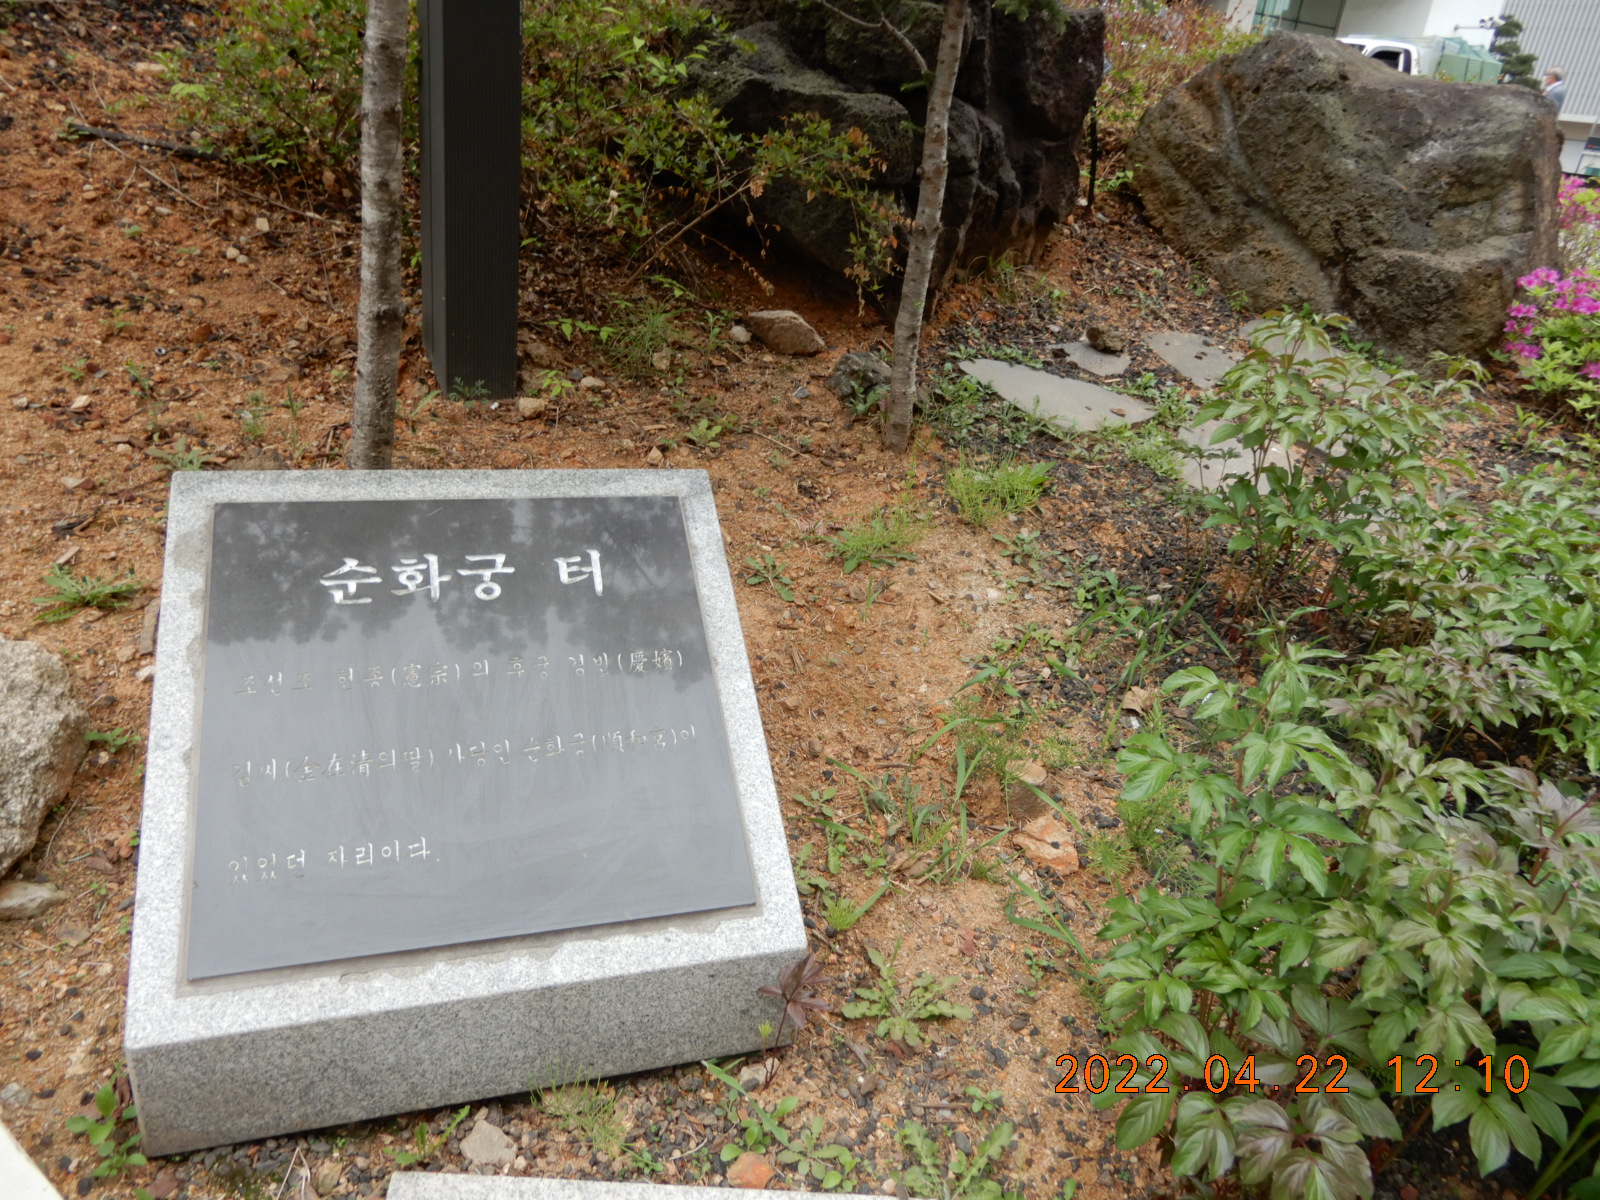 순화궁 터
조선조 헌종(憲宗)의 후궁 경빈(慶嬪)
김씨(金在淸의딸) 사당인 순화궁(順和宮)이
있었던 자리이다.
2022.04.22 12:10